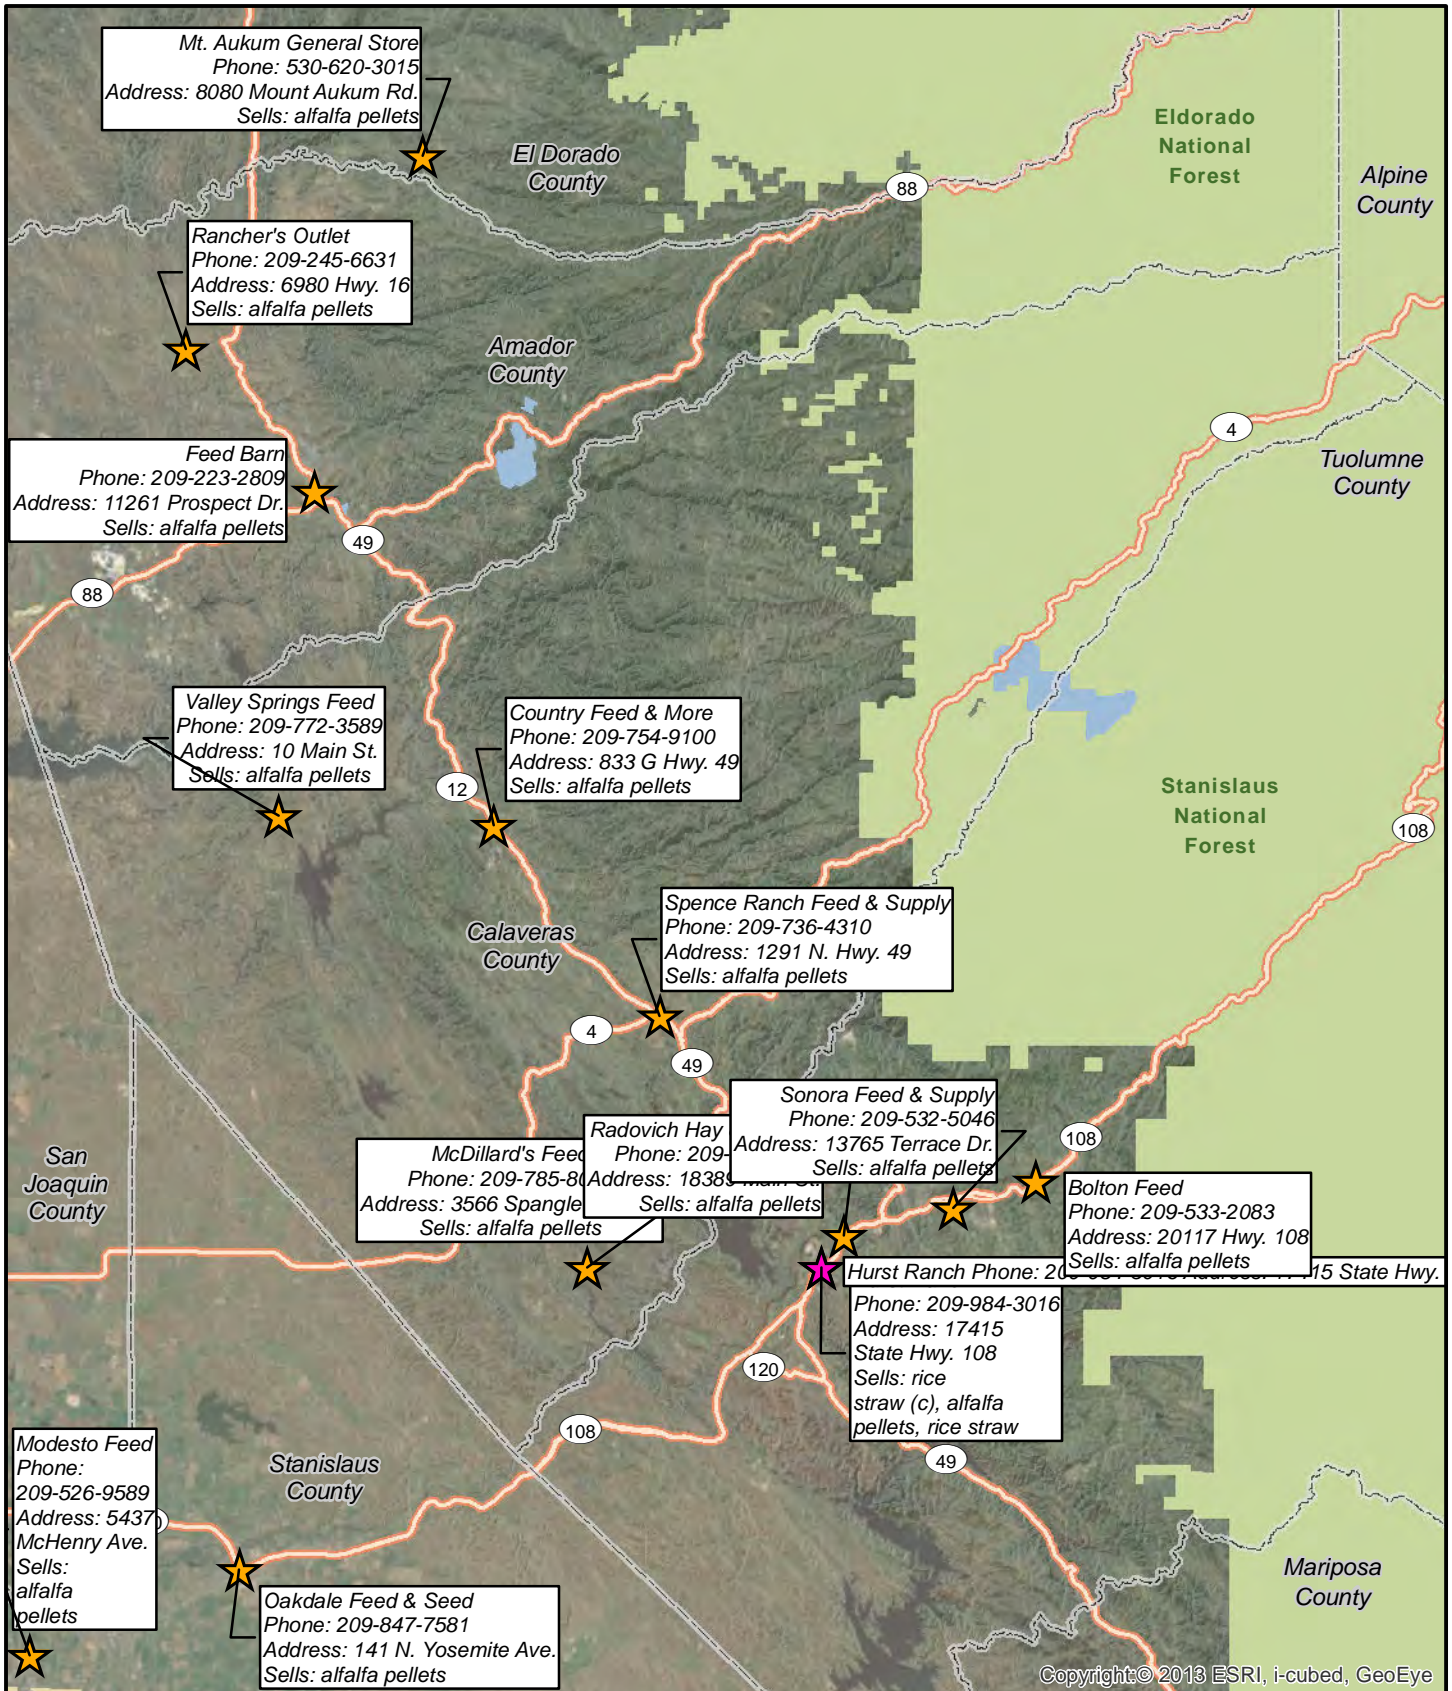 Mt. Aukum General Store
Phone: 530-620-3015
Address: 8080 Mount Aukum Rd.
Sells: alfalfa pellets
El Dorado
County
Eldorado
National
Forest
Alpine
County
88
Rancher's Outlet
Phone: 209-245-6631
Address: 6980 Hwy. 16
Sells: alfalfa pellets
Amador
County
4
Tuolumne
County
Feed Barn
Phone: 209-223-2809
Address: 11261 Prospect Dr.
Sells: alfalfa pellets
49
88
Valley Springs Feed
Phone: 209-772-3589
Address: 10 Main St.
Sells: alfalfa pellets
Country Feed & More
Phone: 209-754-9100
Address: 833 G Hwy. 49
Sells: alfalfa pellets
12
Stanislaus
National
Forest
108
Spence Ranch Feed & Supply
Phone: 209-736-4310
Address: 1291 N. Hwy. 49
Sells: alfalfa pellets
Calaveras
County
4
49
Sonora Feed & Supply
Phone: 209-532-5046
Address: 13765 Terrace Dr.
Sells: alfalfa pellets
108
Radovich Hay
Phone: 209-
Address: 18389 Main St.
Sells: alfalfa pellets
McDillard's Feed
Phone: 209-785-80
Address: 3566 Spangle
Sells: alfalfa pellets
San
Joaquin
County
Bolton Feed
Phone: 209-533-2083
Address: 20117 Hwy. 108
Sells: alfalfa pellets
Hurst Ranch Phone: 20
15 State Hwy.
Phone: 209-984-3016
Address: 17415
State Hwy. 108
Sells: rice
straw (c), alfalfa
pellets, rice straw
120
108
49
Modesto Feed
Phone:
209-526-9589
Address: 5437
McHenry Ave.
Sells:
alfalfa
pellets
Stanislaus
County
Oakdale Feed & Seed
Phone: 209-847-7581
Address: 141 N. Yosemite Ave.
Sells: alfalfa pellets
Mariposa
County
Copyright:© 2013 ESRI, i-cubed, GeoEye